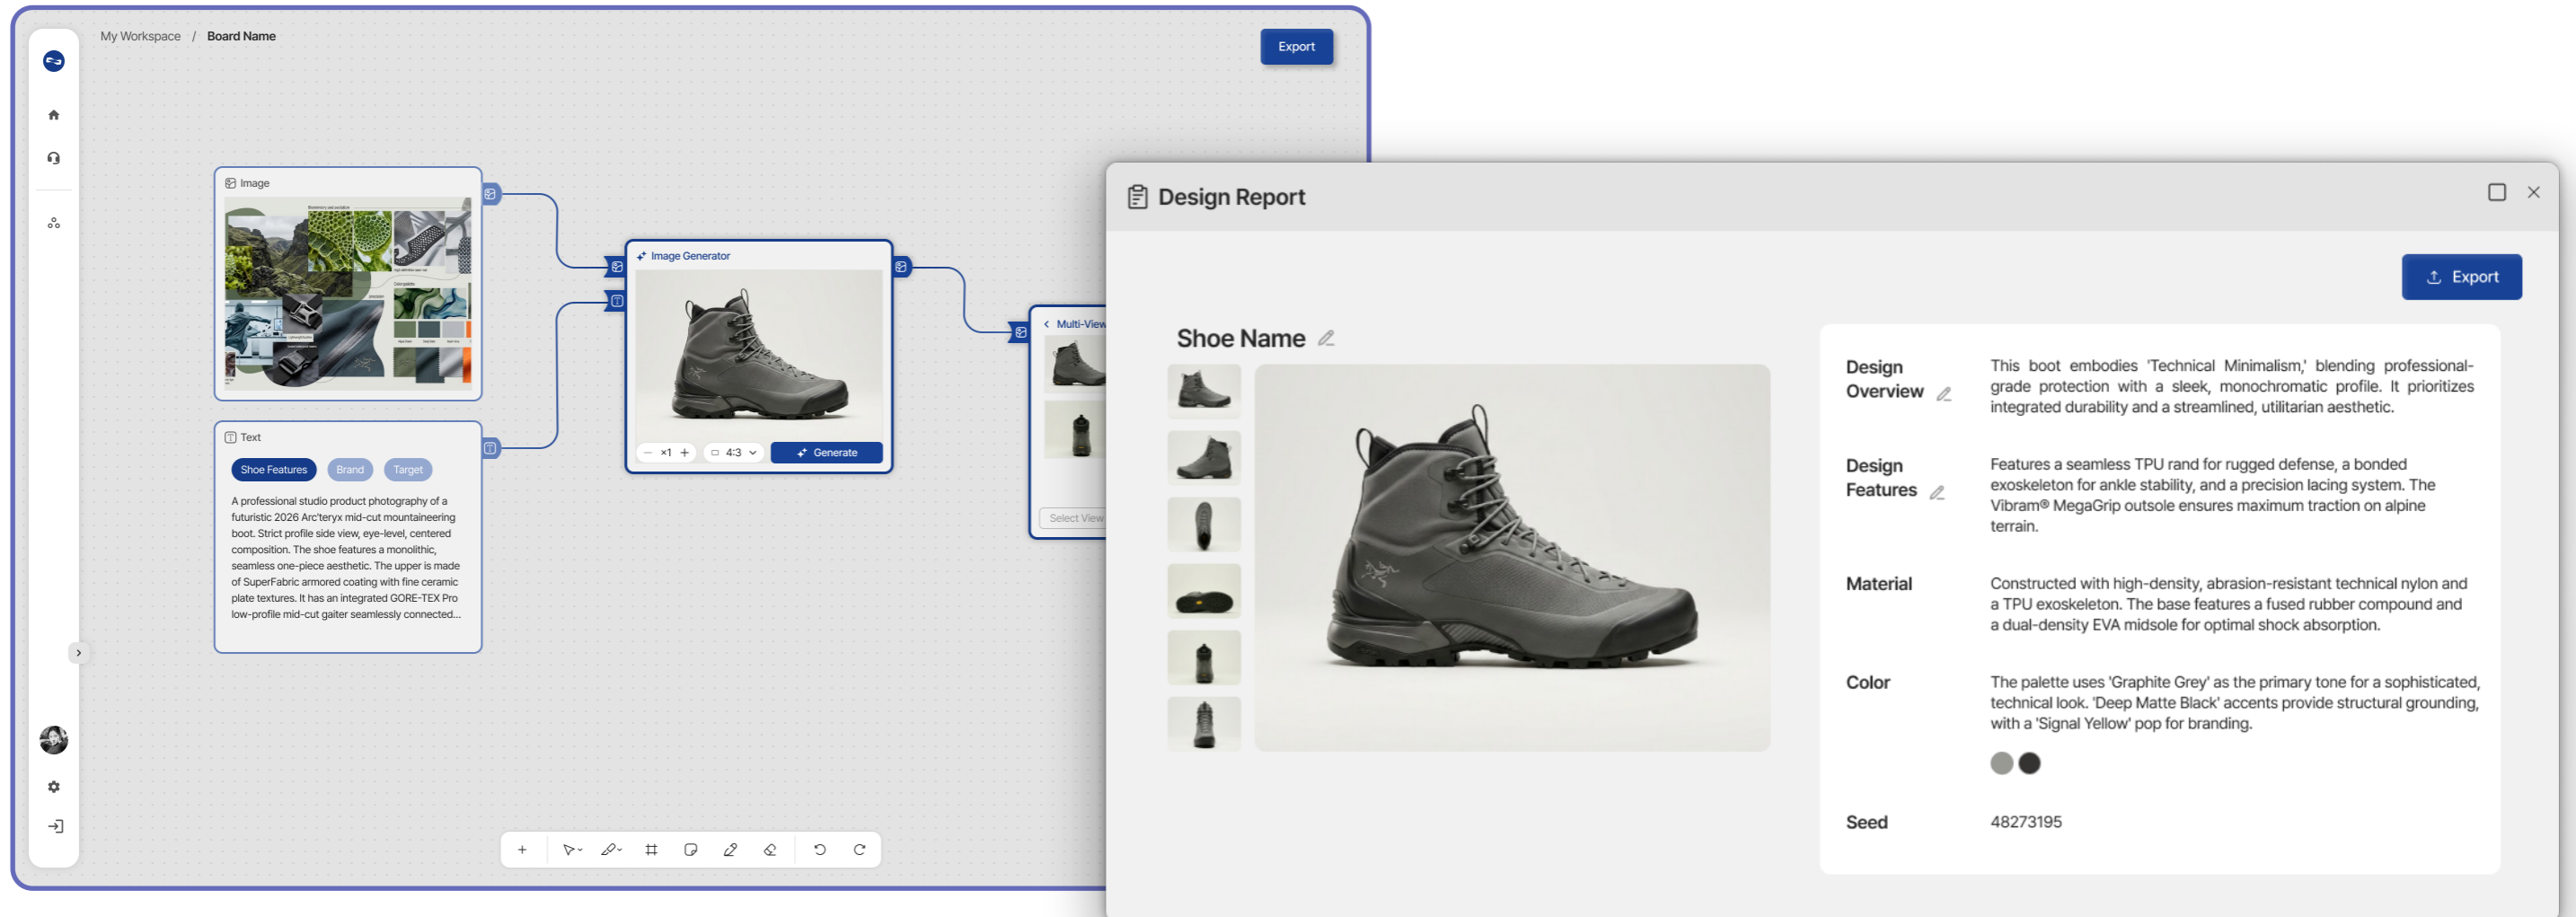 My Workspace / Board Name
Export
Image
Biomimicry and evolution
Color palette
precision
Lightweight/reduce
Text
Shoe Features
Brand
Target
A professional studio product photography of a
futuristic 2026 Arc'teryx mid-cut mountaineering
boot. Strict profile side view, eye-level, centered
composition. The shoe features a monolithic,
seamless one-piece aesthetic. The upper is made
of SuperFabric armored coating with fine ceramic
plate textures. It has an integrated GORE-TEX Pro
low-profile mid-cut gaiter seamlessly connected...
Image Generator
×1
4:3
Generate
Multi-View
Select View
Design Report
Export
Shoe Name
Design
Overview
This boot embodies 'Technical Minimalism,' blending professional-
grade protection with a sleek, monochromatic profile. It prioritizes
integrated durability and a streamlined, utilitarian aesthetic.
Design
Features
Features a seamless TPU rand for rugged defense, a bonded
exoskeleton for ankle stability, and a precision lacing system. The
Vibram® MegaGrip outsole ensures maximum traction on alpine
terrain.
Material
Constructed with high-density, abrasion-resistant technical nylon and
a TPU exoskeleton. The base features a fused rubber compound and
a dual-density EVA midsole for optimal shock absorption.
Color
The palette uses 'Graphite Grey' as the primary tone for a sophisticated,
technical look. 'Deep Matte Black' accents provide structural grounding,
with a 'Signal Yellow' pop for branding.
Seed
48273195